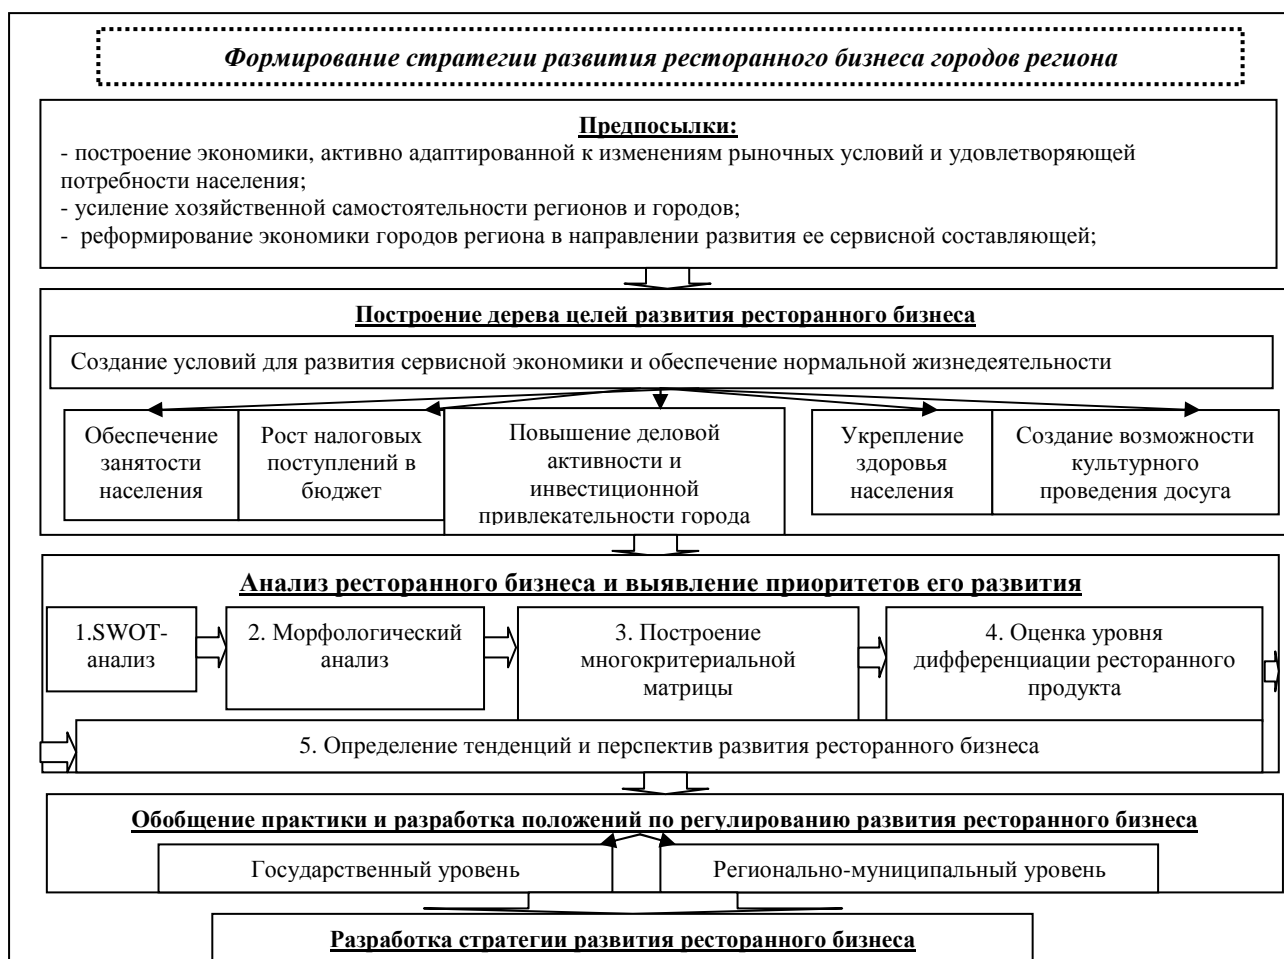 Формирование стратегии развития ресторанного бизнеса городов региона
Предпосылки:
- построение экономики, активно адаптированной к изменениям рыночных условий и удовлетворяющей
потребности населения;
- усиление хозяйственной самостоятельности регионов и городов;
- реформирование экономики городов региона в направлении развития ее сервисной составляющей;
Построение дерева целей развития ресторанного бизнеса
Создание условий для развития сервисной экономики и обеспечение нормальной жизнедеятельности
Обеспечение
занятости
населения
Рост налоговых
поступлений в
бюджет
Повышение деловой
активности и
инвестиционной
привлекательности города
Укрепление
здоровья
населения
Создание возможности
культурного
проведения досуга
Анализ ресторанного бизнеса и выявление приоритетов его развития
1.SWOT-
анализ
2. Морфологический
анализ
3. Построение
многокритериальной
матрицы
4. Оценка уровня
дифференциации ресторанного
продукта
5. Определение тенденций и перспектив развития ресторанного бизнеса
Обобщение практики и разработка положений по регулированию развития ресторанного бизнеса
Государственный уровень
Регионально-муниципальный уровень
Разработка стратегии развития ресторанного бизнеса